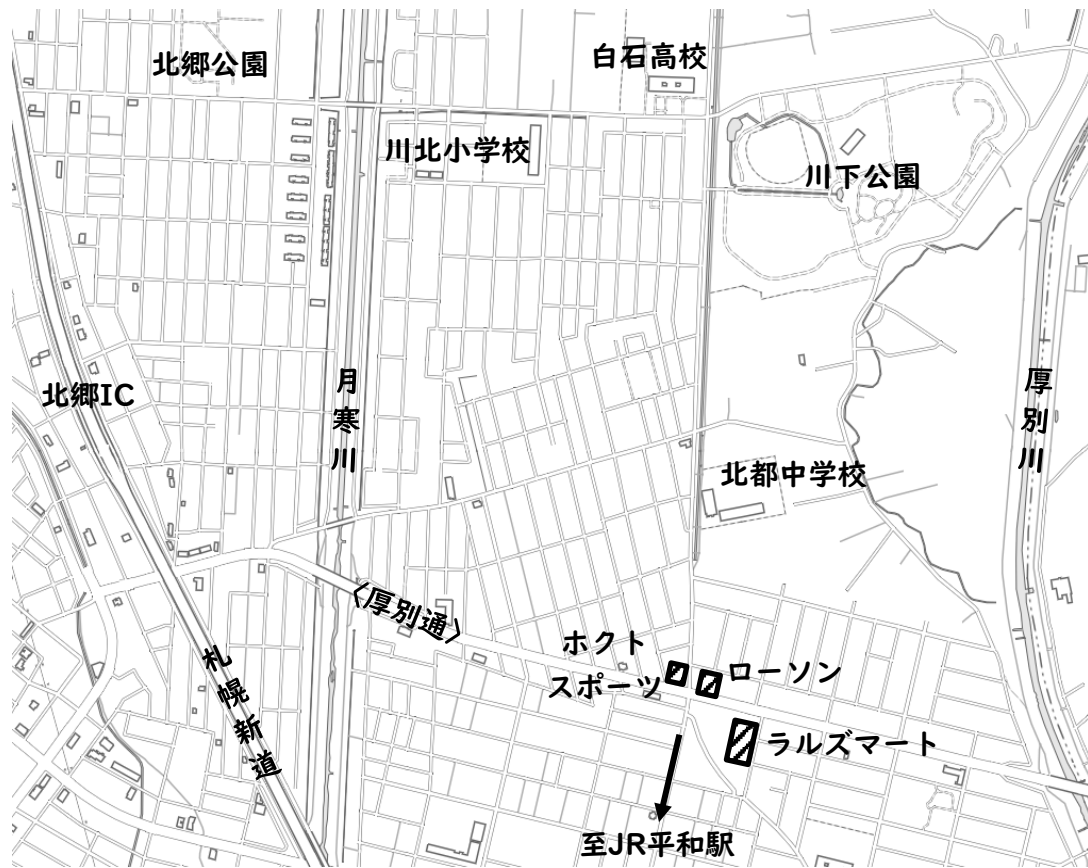 北郷公園
白石高校
川北小学校
川下公園
北郷IC
月寒川
厚別川
北都中学校
〈厚別通〉
ホクト
スポーツ
ローソン
札幌新道
ラルズマート
至JR平和駅